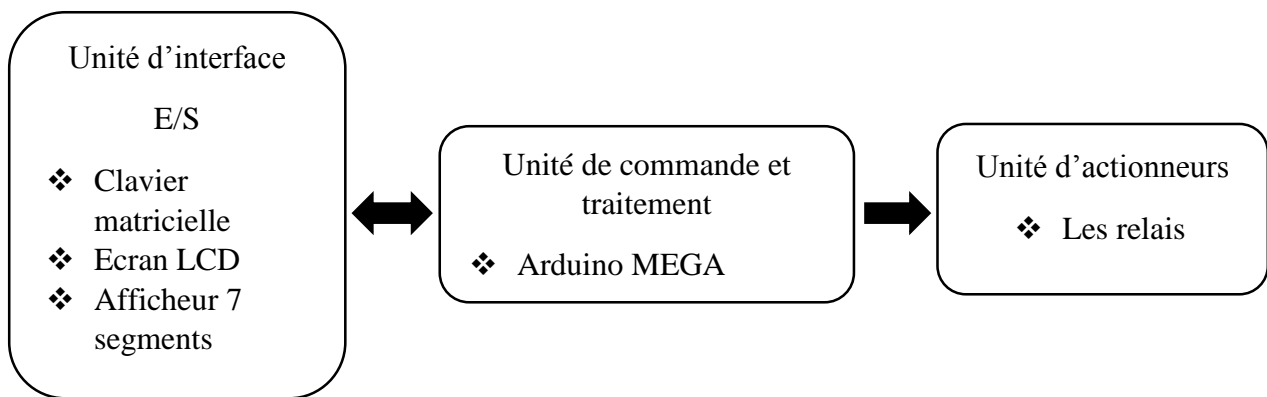 Unité d'interface
E/S
❖ Clavier
matricielle
❖ Ecran LCD
❖ Afficheur 7
segments
Unité de commande et
traitement
❖ Arduino MEGA
Unité d'actionneurs
❖ Les relais